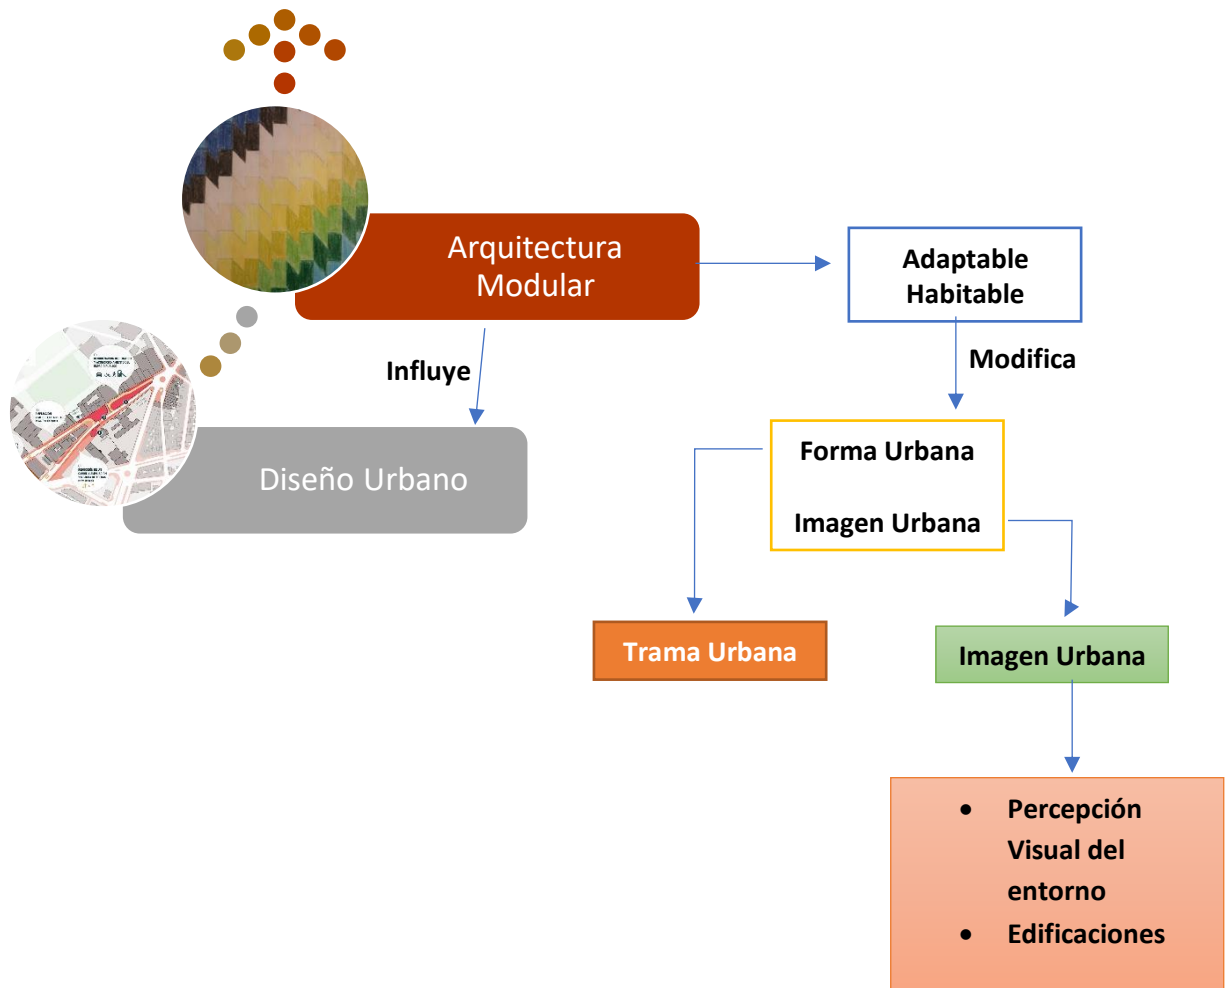 Arquitectura
Modular
Adaptable
Habitable
Influye
Modifica
Diseño Urbano
Forma Urbana
Imagen Urbana
Trama Urbana
Imagen Urbana
• Percepción
Visual del
entorno
• Edificaciones